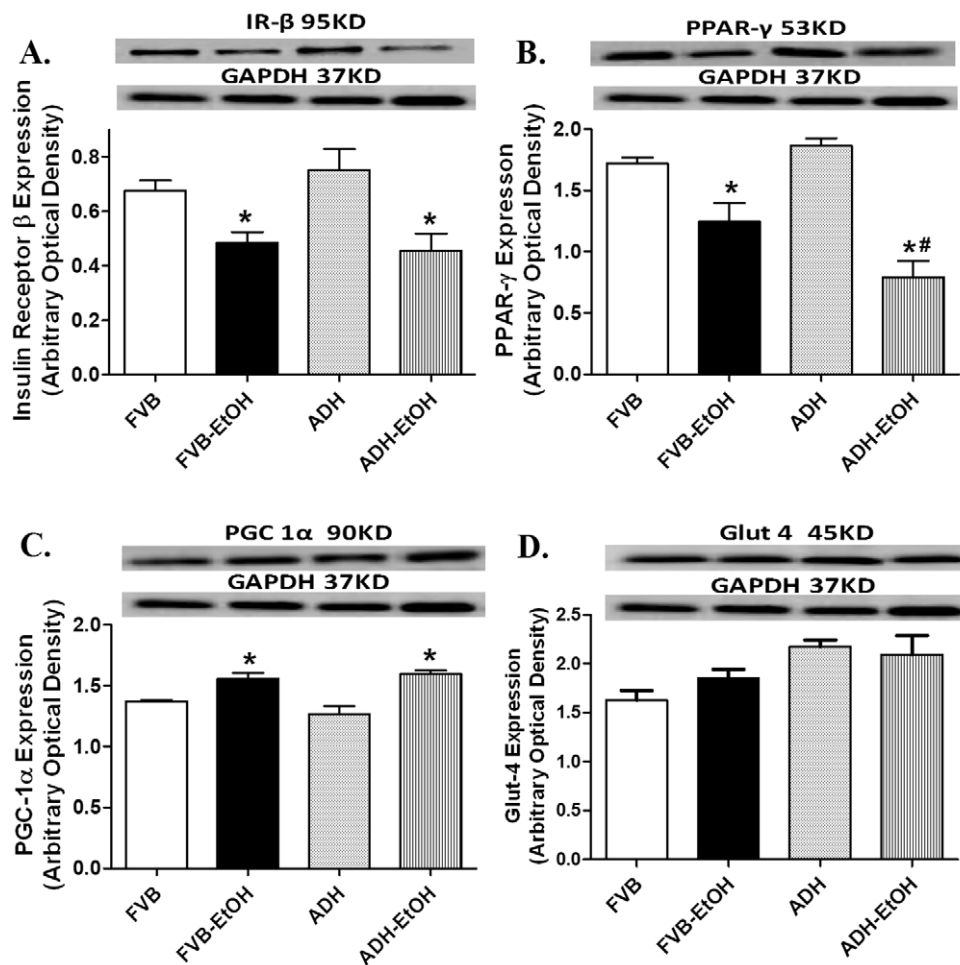 A.
IR-β 95KD
GAPDH 37KD
Insulin Receptor β Expression
(Arbitrary Optical Density)
0.8
0.6
0.4
0.2
0.0
*
*
FVB
FVB-EtOH
ADH
ADH-EtOH
B.
PPAR-γ 53KD
GAPDH 37KD
PPAR-γ Expresson
(Arbitrary Optical Density)
2.0
1.5
1.0
0.5
0.0
*
*#
FVB
FVB-EtOH
ADH
ADH-EtOH
C.
PGC 1α 90KD
GAPDH 37KD
PGC-1α Expression
(Arbitrary Optical Density)
2.0
1.5
1.0
0.5
0.0
*
*
FVB
FVB-EtOH
ADH
ADH-EtOH
D.
Glut 4 45KD
GAPDH 37KD
Glut-4 Expression
(Arbitrary Optical Density)
2.5
2.0
1.5
1.0
0.5
0.0
FVB
FVB-EtOH
ADH
ADH-EtOH